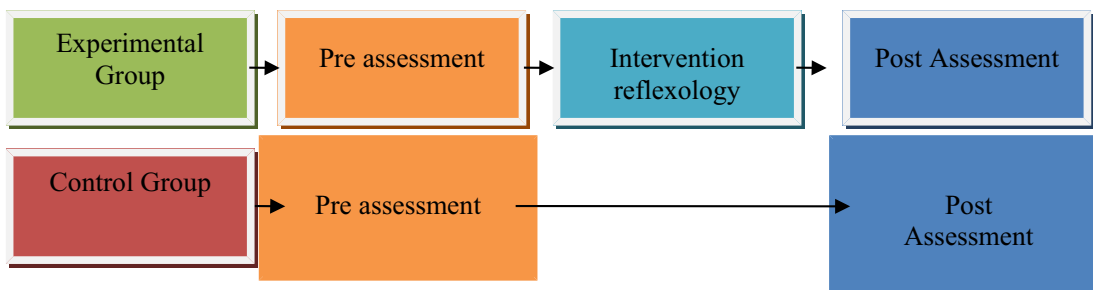 Experimental
Group
Pre assessment
Intervention
reflexology
Post Assessment
Control Group
Pre assessment
Post
Assessment